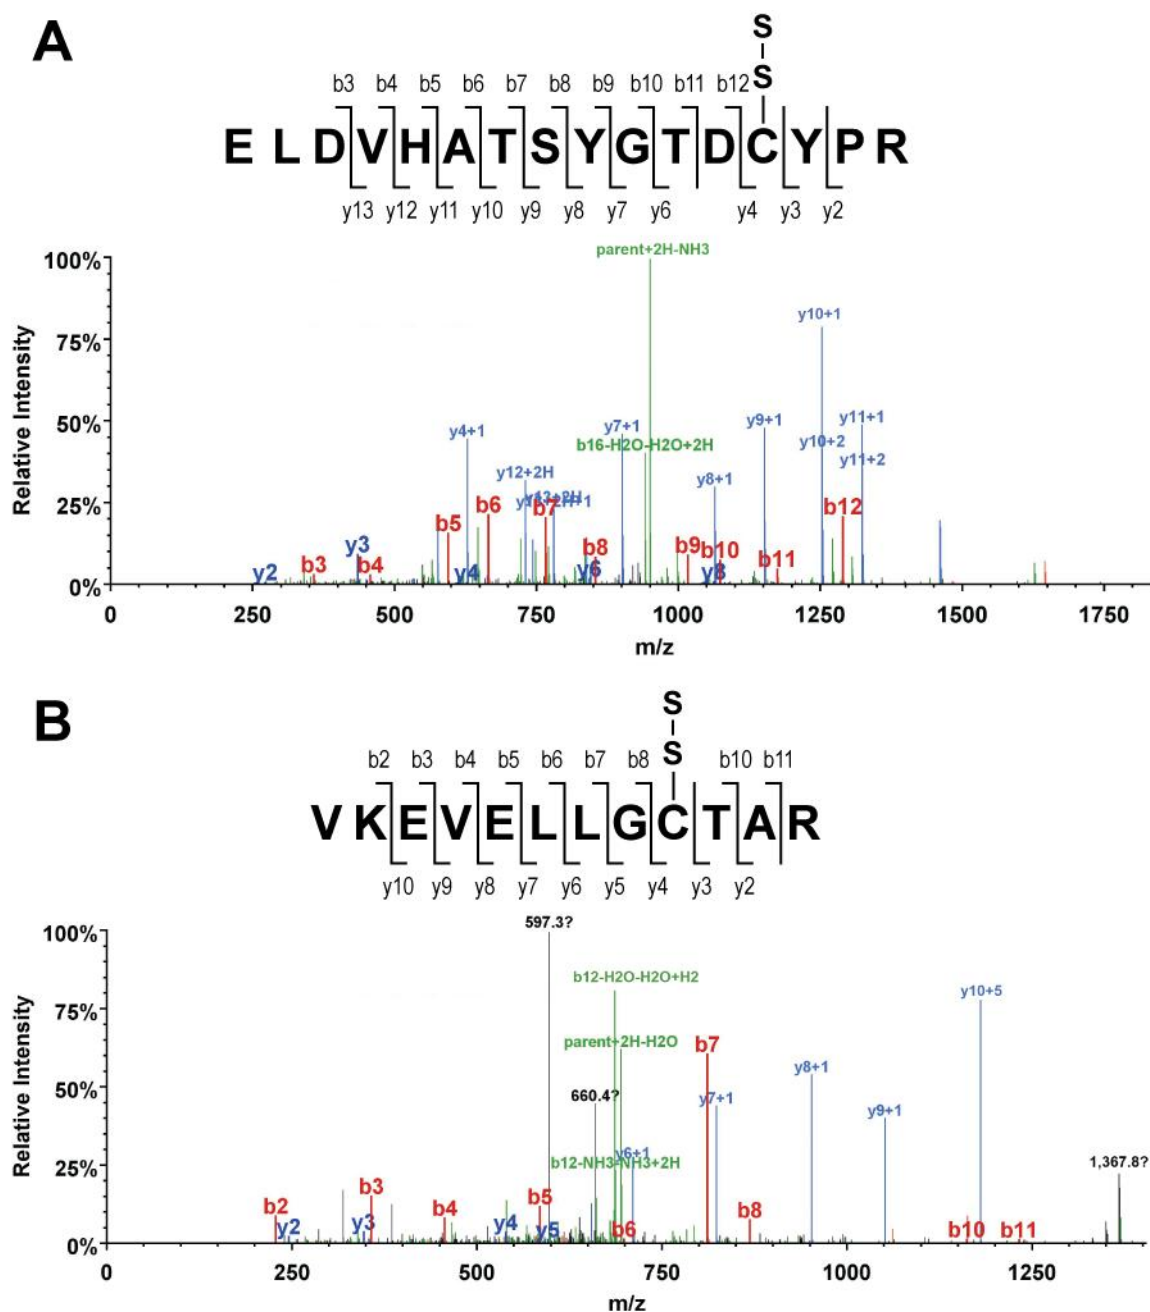 A
S
S
b3 b4 b5 b6 b7 b8 b9 b10 b11 b12
E L D V H A T S Y G T D C Y P R
y13 y12 y11 y10 y9 y8 y7 y6 y4 y3 y2
parent+2H-NH3
100%
y10+1
75%
y4+1 y7+1 y9+1 y11+1
50%
b16-H2O-H2O+2H y10+2
y11+2
y12+2H y8+1
25%
b5 b6 b7 b12
y3 b8 b9 b10
y2 b3 b4 y4 y6 y8 b11
0%
0 250 500 750 1000 1250 1500 1750
Relative Intensity
m/z
B
S
S
b2 b3 b4 b5 b6 b7 b8 b10 b11
V K E V E L L G C T A R
y10 y9 y8 y7 y6 y5 y4 y3 y2
597.3?
100%
b12-H2O-H2O+H2 y10+5
75%
parent+2H-H2O b7 y8+1
50%
660.4? y7+1 y9+1
y6+1
25%
b12-NH3-NH3+2H 1,367.8?
b2 b3 b4 b5 b8
y2 y3 y4 y5 b6 b10 b11
0%
0 250 500 750 1000 1250
Relative Intensity
m/z